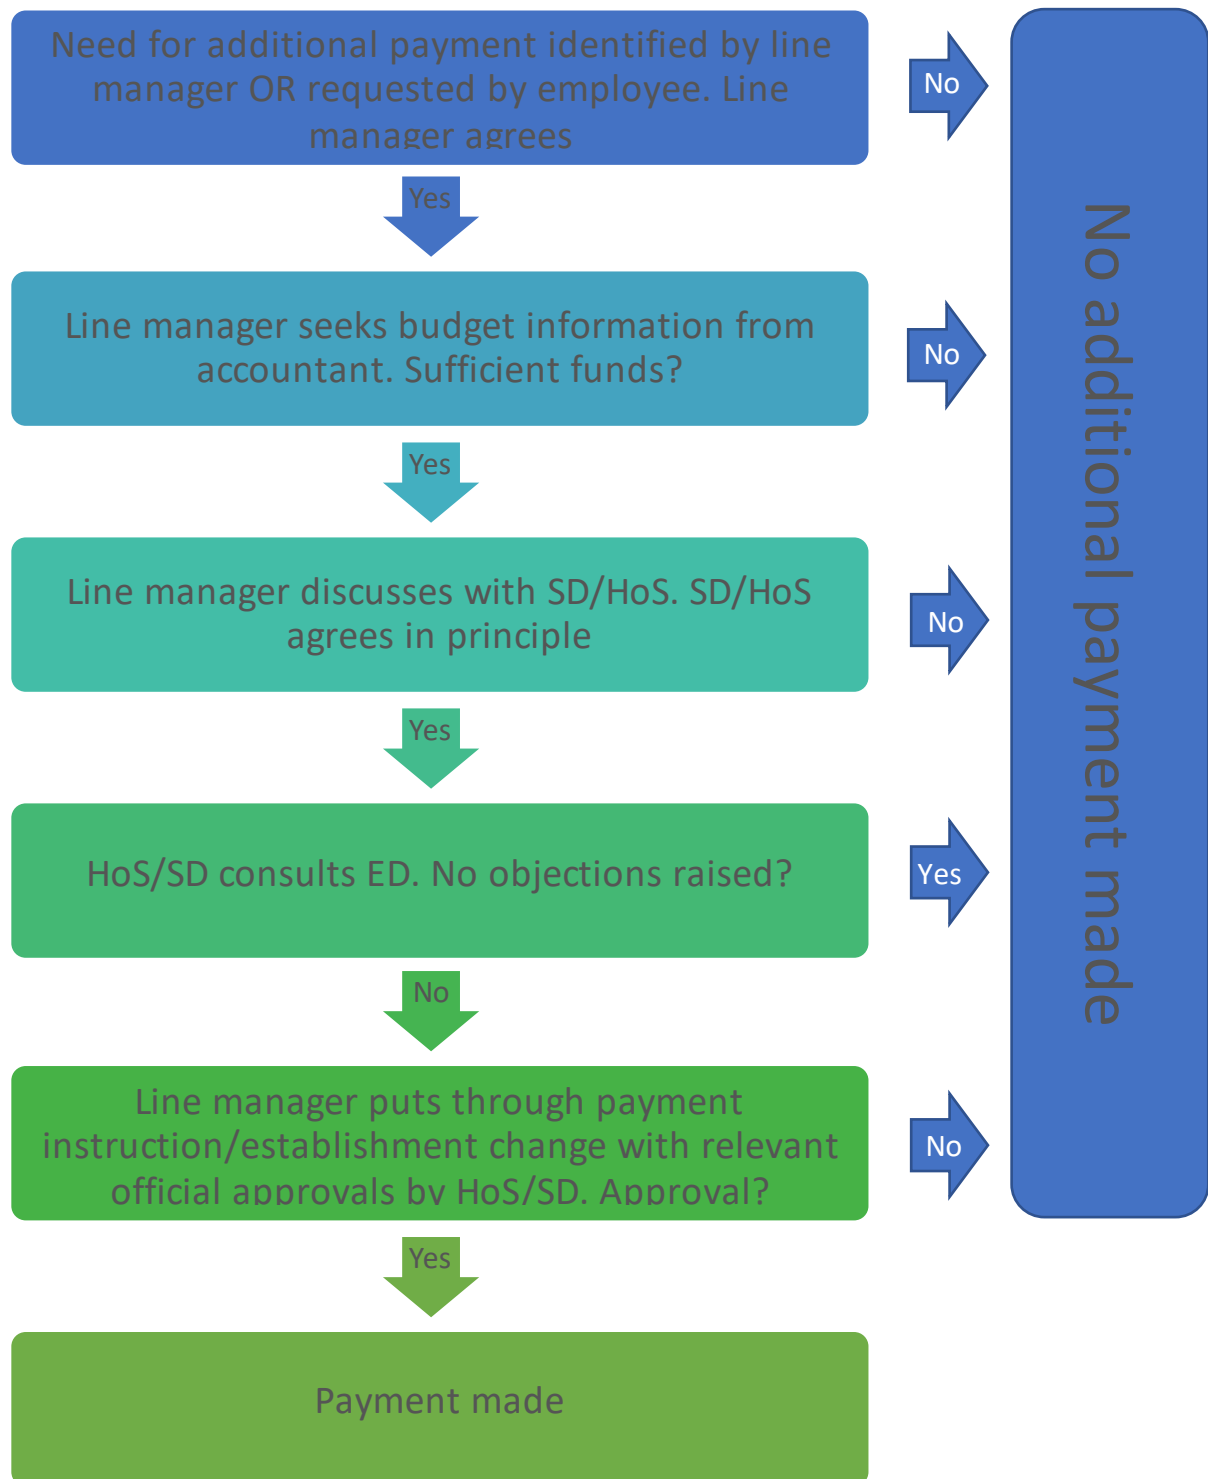 Need for additional payment identified by line
manager OR requested by employee. Line
manager agrees
No
Yes
Line manager seeks budget information from
accountant. Sufficient funds?
No
Yes
Line manager discusses with SD/HoS. SD/HoS
agrees in principle
No
Yes
HoS/SD consults ED. No objections raised?
Yes
No
Line manager puts through payment
instruction/establishment change with relevant
official approvals by HoS/SD. Approval?
No
Yes
Payment made
No additional payment made